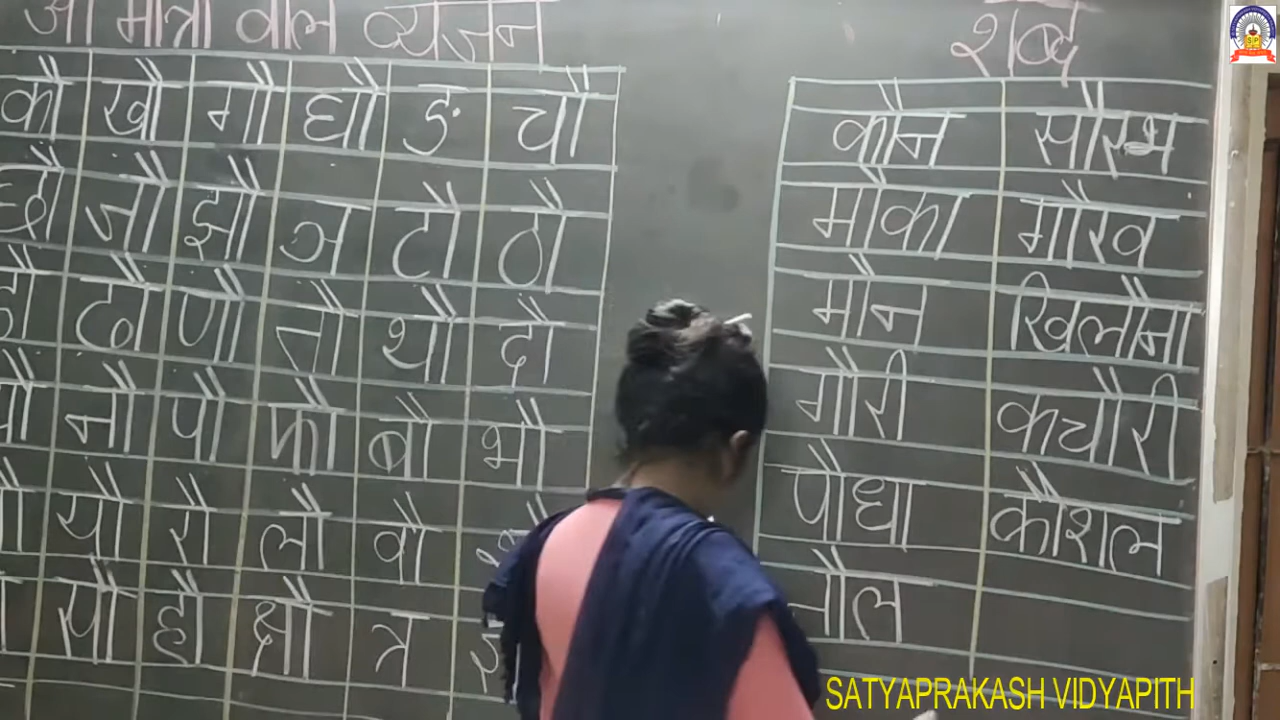 औ मात्रा वाले व्यंजन
शब्द
कौ खौ गौ घौ ङ चौ
छौ जौ झौ ञ टौ ठौ
डौ ढौ णौ तौ थौ दौ
नौ पौ फौ बौ भौ
यौ रौ लौ वौ
सौ हौ क्षौ त्र
कौन सौरभ
मौका गौरव
मौन खिलौना
गौरी कचौरी
पौधा कौशल
SATYAPRAKASH VIDYAPITH